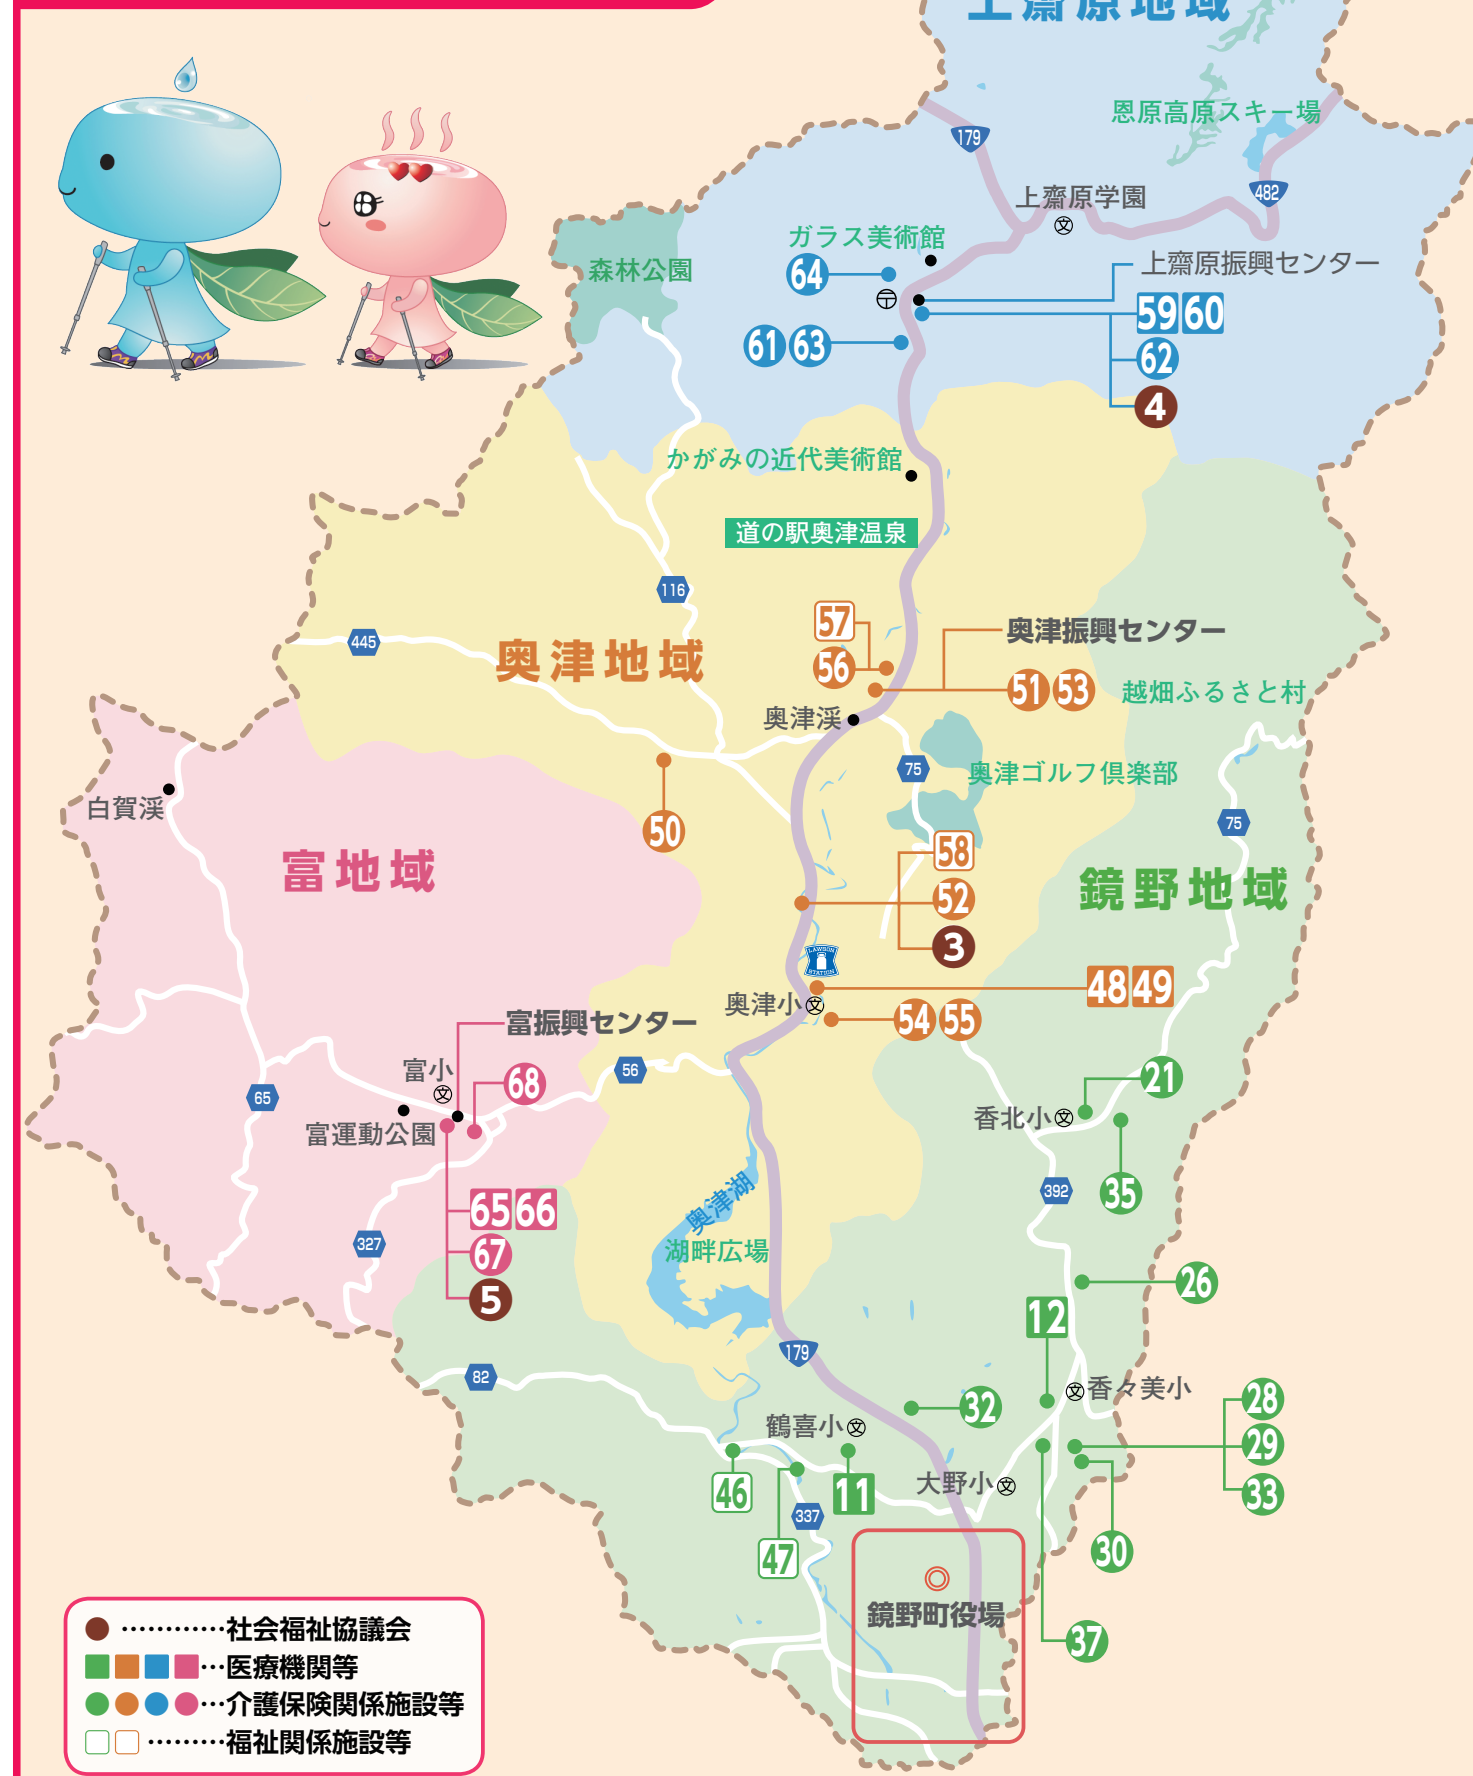 上齋原地域
恩原高原スキー場
179
482
上齋原学園
文
ガラス美術館
64
上齋原振興センター
森林公園
〒
59 60
61 63
62
4
かがみの近代美術館
道の駅奥津温泉
116
57
奥津振興センター
445
奥津地域
56
51 53
越畑ふるさと村
奥津渓
75
奥津ゴルフ倶楽部
白賀渓
50
75
富地域
58
鏡野地域
52
3
LAWSON
STATION
48 49
奥津小 文
54 55
富振興センター
富小
文
56
68
21
65
富運動公園
香北小 文
35
392
奥津湖
65 66
327
湖畔広場
67
5
26
12
179
82
香々美小
文
28
32
鶴喜小 文
29
46
47
11
大野小 文
33
337
30
鏡野町役場
37
…………社会福祉協議会
…医療機関等
…介護保険関係施設等
………福祉関係施設等